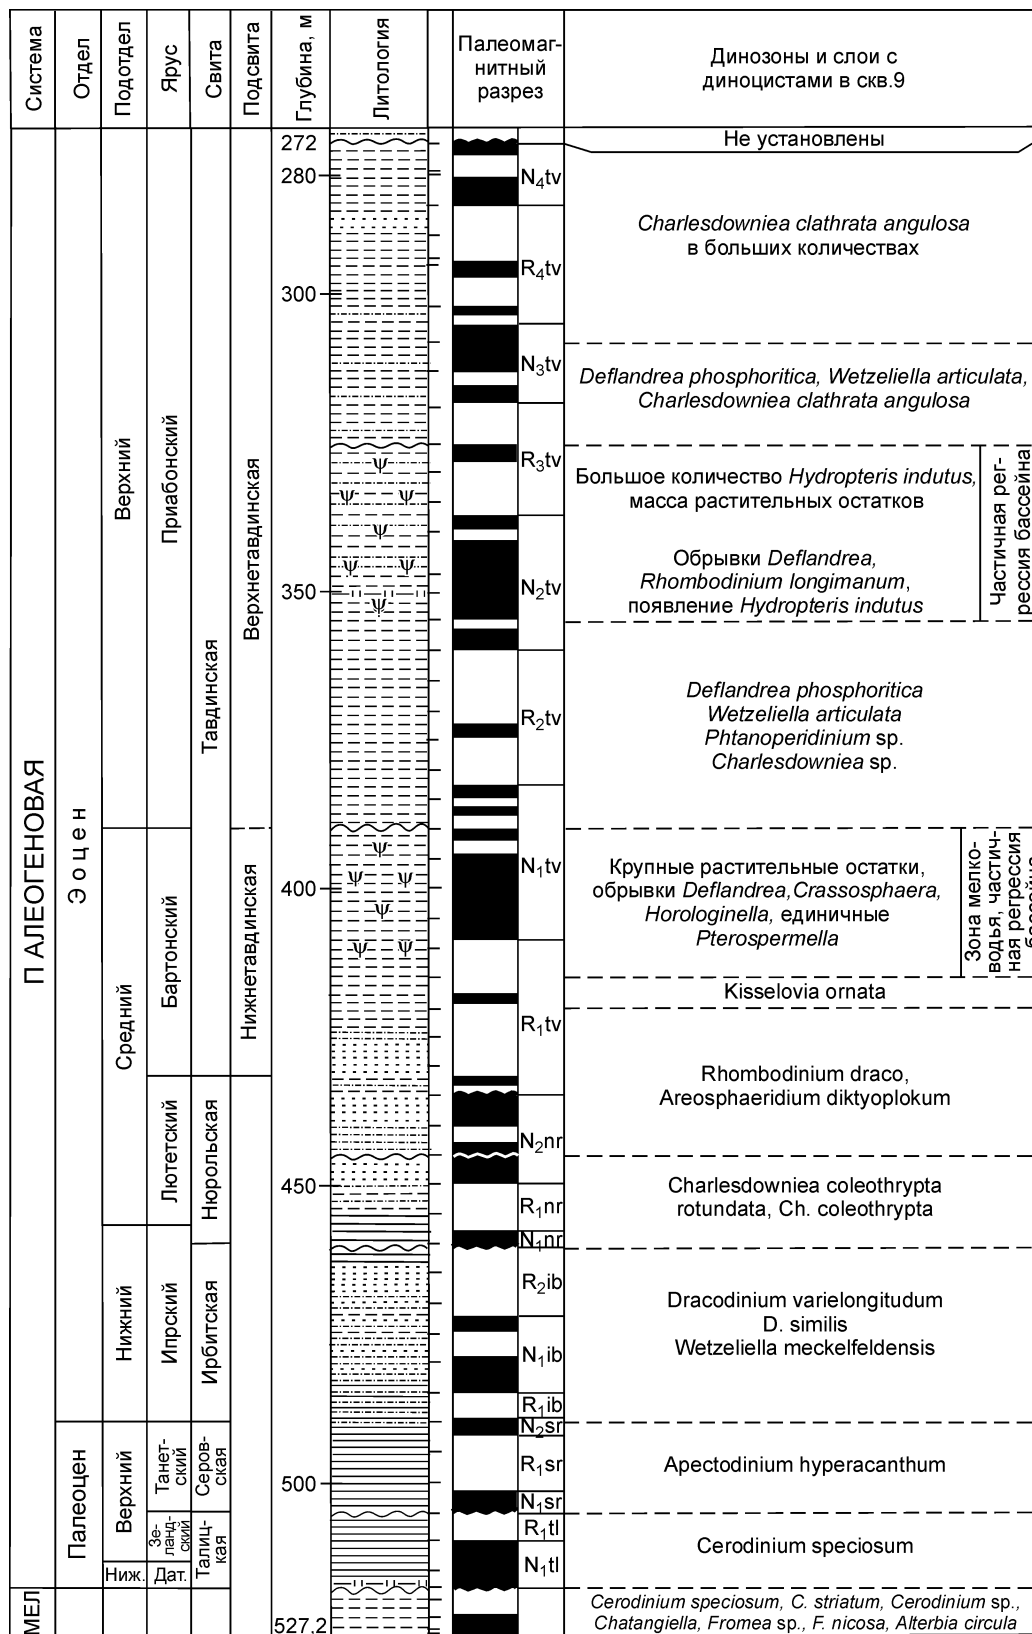 Система
Отдел
Подотдел
Ярус
Свита
Подсвита
Глубина, м
Литология
Палеомаг-
нитный
разрез
Динозоны и слои с
диноцистами в скв.9
П АЛЕОГЕНОВАЯ
МЕЛ
Эоцен
Палеоцен
Верхний
Средний
Нижний
Верхний
Ниж.
Приабонский
Бартонский
Лютетский
Ипрский
Танет-
ский
Зе-
ланд-
ский
Дат.
Тавдинская
Нюрольская
Ирбитская
Серов-
ская
Талиц-
кая
Верхнетавдинская
Нижнетавдинская
272
280
300
350
400
450
500
527,2
Ψ
Ψ Ψ
Ψ
Ψ Ψ
Ψ
Ψ
Ψ Ψ
Ψ
Ψ Ψ
N4tv
R4tv
N3tv
R3tv
N2tv
R2tv
N1tv
R1tv
N2nr
R1nr
N1nr
R2ib
N1ib
R1ib
N2sr
R1sr
N1sr
R1tl
N1tl
Не установлены
Charlesdowniea clathrata angulosa
в больших количествах
Deflandrea phosphoritica, Wetzeliella articulata,
Charlesdowniea clathrata angulosa
Большое количество Hydropteris indutus,
масса растительных остатков
Обрывки Deflandrea,
Rhombodinium longimanum,
появление Hydropteris indutus
Частичная рег-
рессия бассейна
Deflandrea phosphoritica
Wetzeliella articulata
Phtanoperidinium sp.
Charlesdowniea sp.
Крупные растительные остатки,
обрывки Deflandrea,Crassosphaera,
Horologinella, единичные
Pterospermella
Зона мелко-
водья, частич-
ная регрессия
Kisselovia ornata
Rhombodinium draco,
Areosphaeridium diktyoplokum
Charlesdowniea coleothrypta
rotundata, Ch. coleothrypta
Dracodinium varielongitudum
D. similis
Wetzeliella meckelfeldensis
Apectodinium hyperacanthum
Cerodinium speciosum
Cerodinium speciosum, C. striatum, Cerodinium sp.,
Chatangiella, Fromea sp., F. nicosa, Alterbia circula